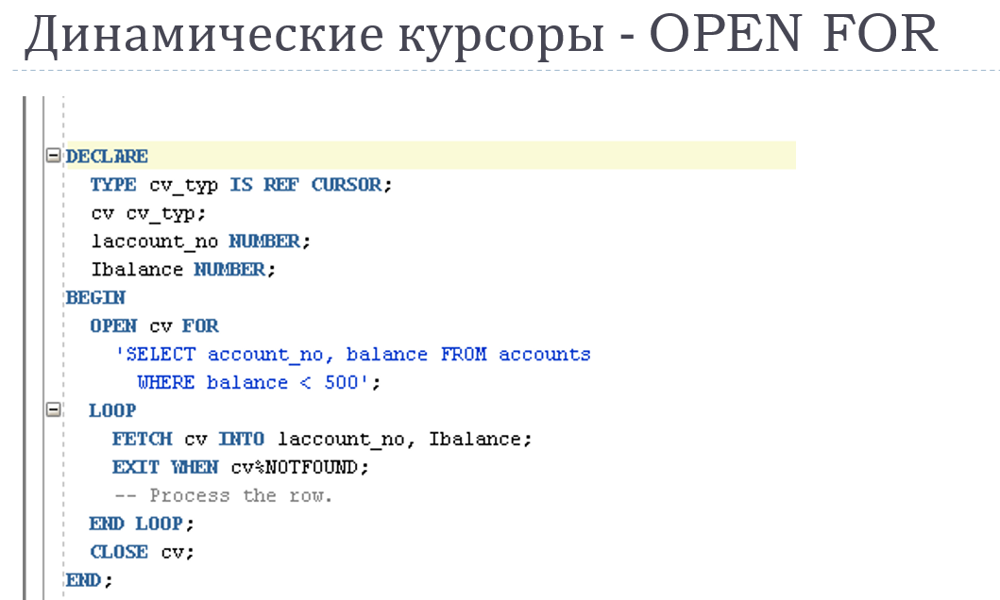 Динамические курсоры - OPEN FOR
DECLARE
TYPE cv_typ IS REF CURSOR;
cv cv_typ;
laccount_no NUMBER;
Ibalance NUMBER;
BEGIN
OPEN cv FOR
'SELECT account_no, balance FROM accounts
WHERE balance < 500';
LOOP
FETCH cv INTO laccount_no, Ibalance;
EXIT WHEN cv%NOTFOUND;
-- Process the row.
END LOOP;
CLOSE cv;
END;